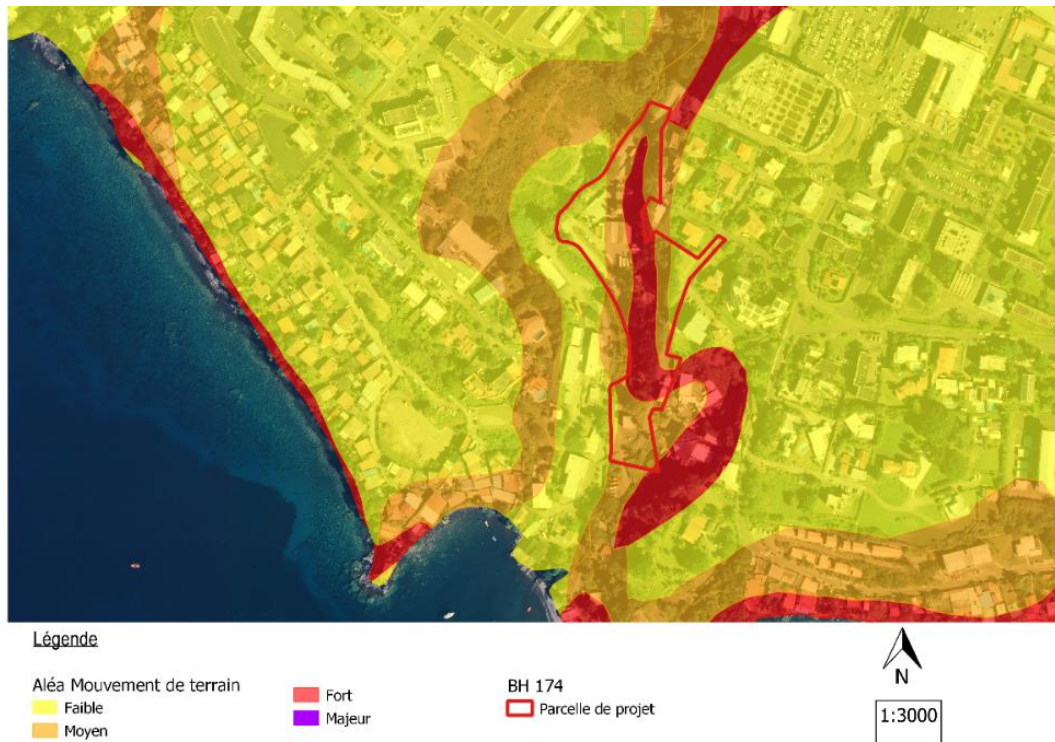 Légende
Aléa Mouvement de terrain
Faible
Moyen
Fort
Majeur
BH 174
Parcelle de projet
N
1:3000